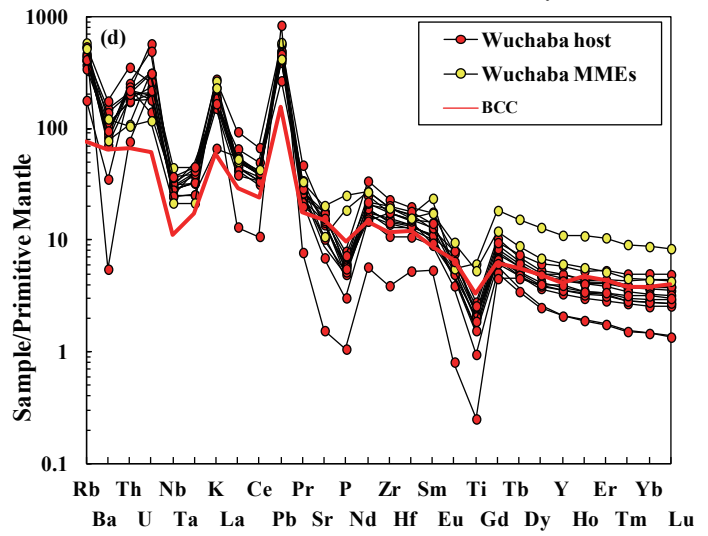 (d)
Wuchaba host
Wuchaba MMEs
BCC
Sample/Primitive Mantle
1000
100
10
1
0.1
Rb Th Nb K Ce Pr P Zr Sm Ti Tb Y Er Yb
Ba U Ta La Pb Sr Nd Hf Eu Gd Dy Ho Tm Lu